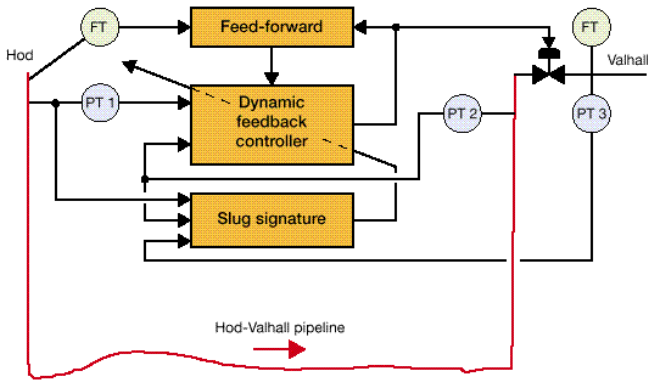 FT
Feed-forward
FT
Hod
Valhall
PT 1
Dynamic
feedback
controller
PT 2
PT 3
Slug signature
Hod-Valhall pipeline